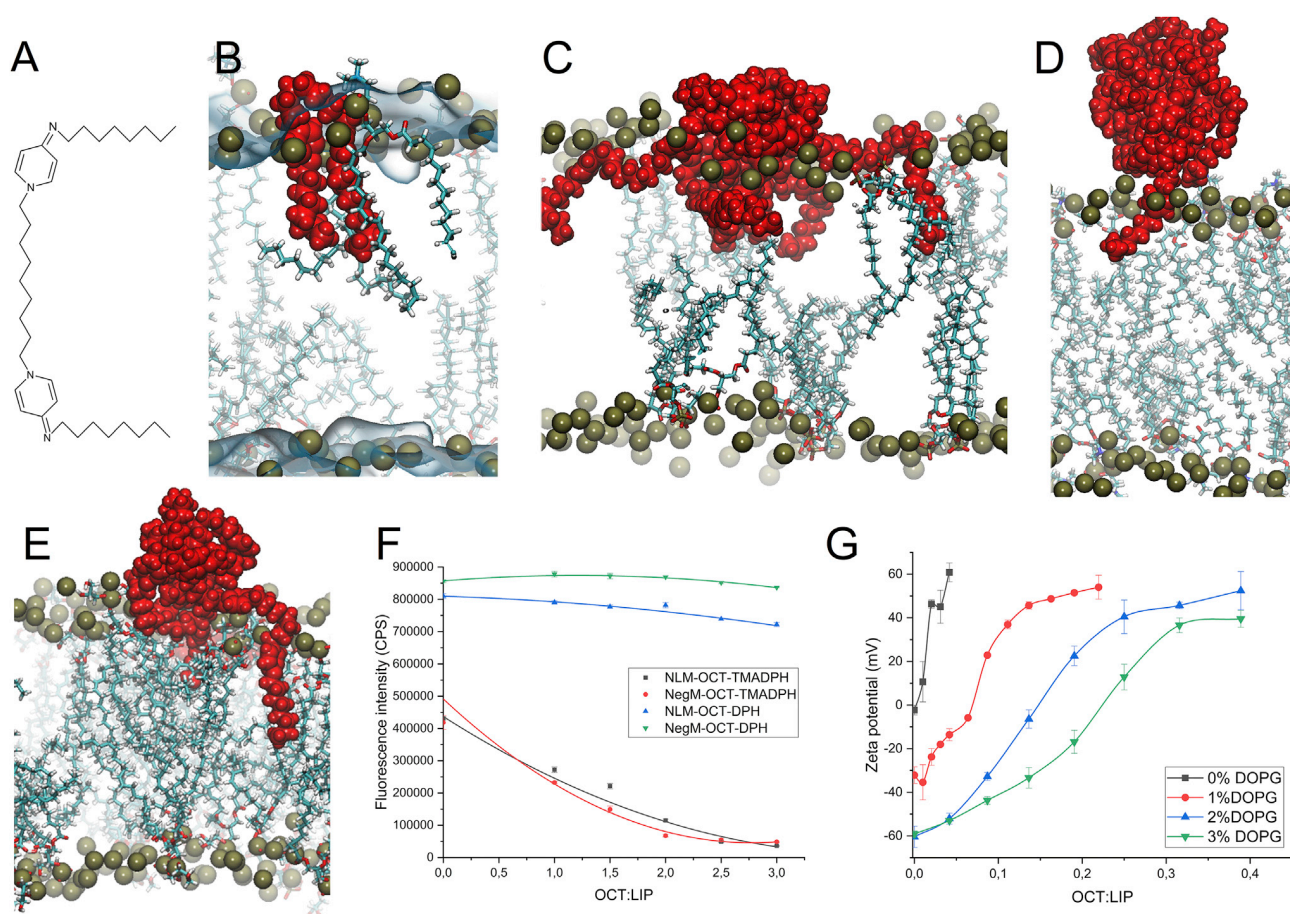 A
B
C
D
N
N
N
N
E
F
G
900000
800000
700000
600000
500000
400000
300000
200000
100000
0
Fluorescence intensity (CPS)
NLM-OCT-TMADPH
NegM-OCT-TMADPH
NLM-OCT-DPH
NegM-OCT-DPH
0,0 0,5 1,0 1,5 2,0 2,5 3,0
OCT:LIP
60
40
20
0
-20
-40
-60
Zeta potential (mV)
0% DOPG
1%DOPG
2%DOPG
3% DOPG
0,0 0,1 0,2 0,3 0,4
OCT:LIP